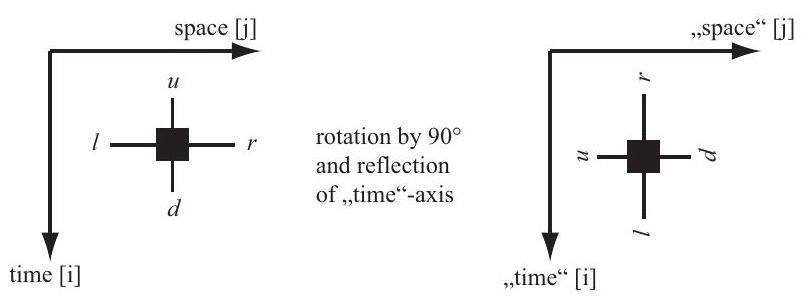 space [j]
u
l
r
d
time [i]
rotation by 90°
and reflection
of „time“-axis
„space“ [j]
r
u
d
l
„time“ [i]